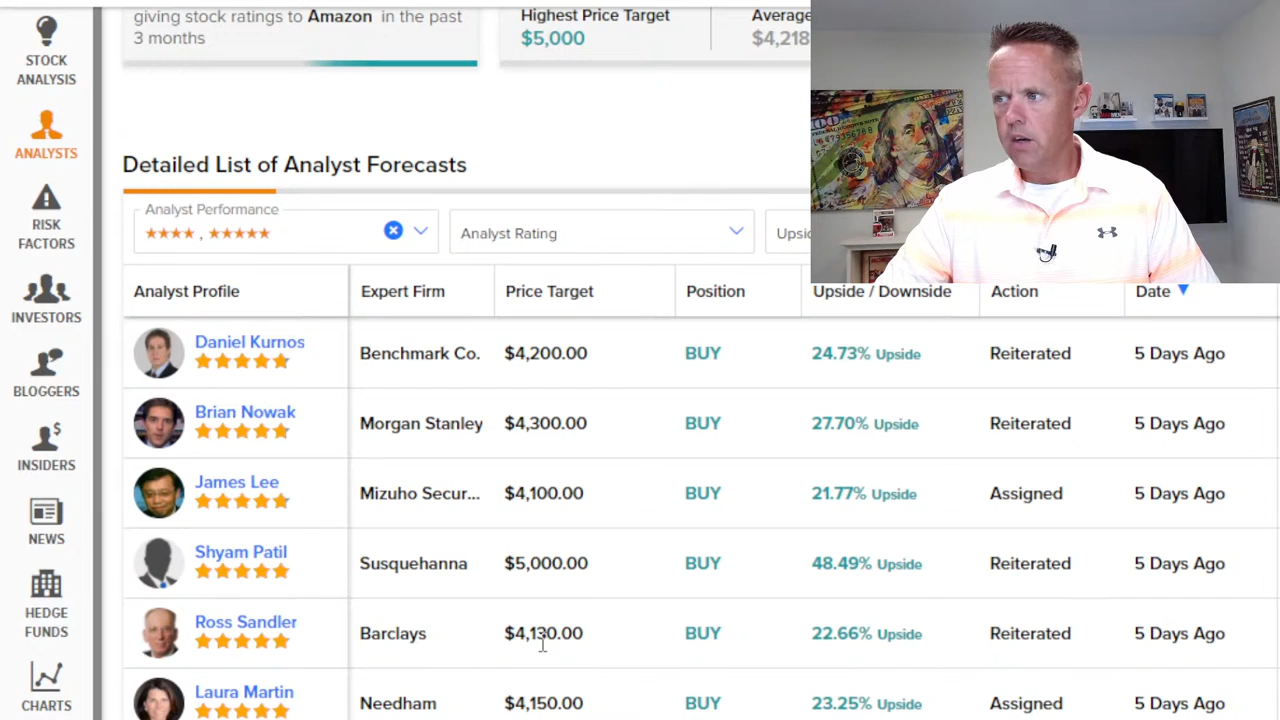 giving stock ratings to Amazon in the past
3 months
Highest Price Target
$5,000
Average
$4,218
STOCK
ANALYSIS
ANALYSTS
RISK
FACTORS
INVESTORS
BLOGGERS
INSIDERS
NEWS
HEDGE
FUNDS
CHARTS
Detailed List of Analyst Forecasts
Analyst Performance
★★★★ , ★★★★★
Analyst Rating
Upsic
Analyst Profile Expert Firm Price Target Position Upside / Downside Action Date
Daniel Kurnos Benchmark Co. $4,200.00 BUY 24.73% Upside Reiterated 5 Days Ago
Brian Nowak Morgan Stanley $4,300.00 BUY 27.70% Upside Reiterated 5 Days Ago
James Lee Mizuho Secur... $4,100.00 BUY 21.77% Upside Assigned 5 Days Ago
Shyam Patil Susquehanna $5,000.00 BUY 48.49% Upside Reiterated 5 Days Ago
Ross Sandler Barclays $4,130.00 BUY 22.66% Upside Reiterated 5 Days Ago
Laura Martin Needham $4,150.00 BUY 23.25% Upside Assigned 5 Days Ago